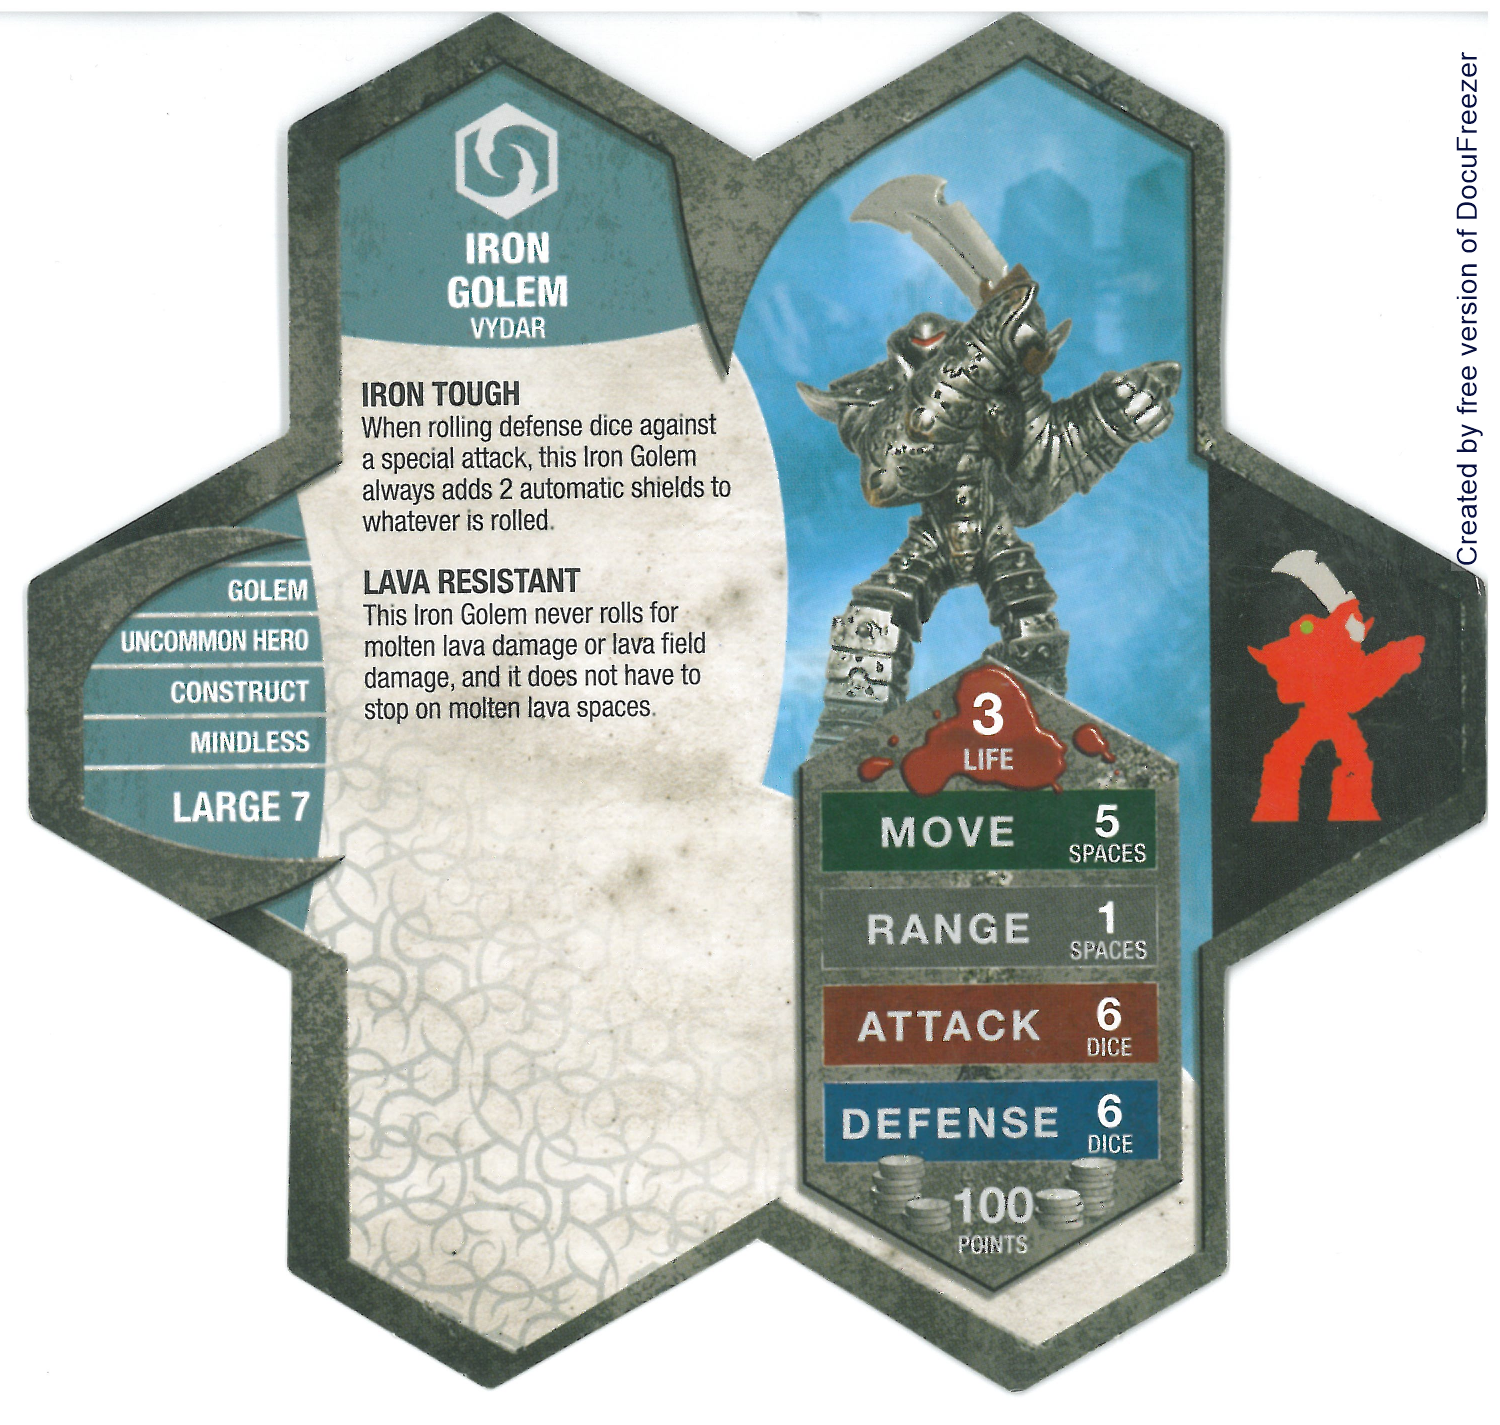 IRON
GOLEM
VYDAR
IRON TOUGH
When rolling defense dice against
a special attack, this Iron Golem
always adds 2 automatic shields to
whatever is rolled.
LAVA RESISTANT
This Iron Golem never rolls for
molten lava damage or lava field
damage, and it does not have to
stop on molten lava spaces.
GOLEM
UNCOMMON HERO
CONSTRUCT
MINDLESS
LARGE 7
3
LIFE
MOVE 5
SPACES
RANGE 1
SPACES
ATTACK 6
DICE
DEFENSE 6
DICE
100
POINTS
Created by free version of DocuFreezer